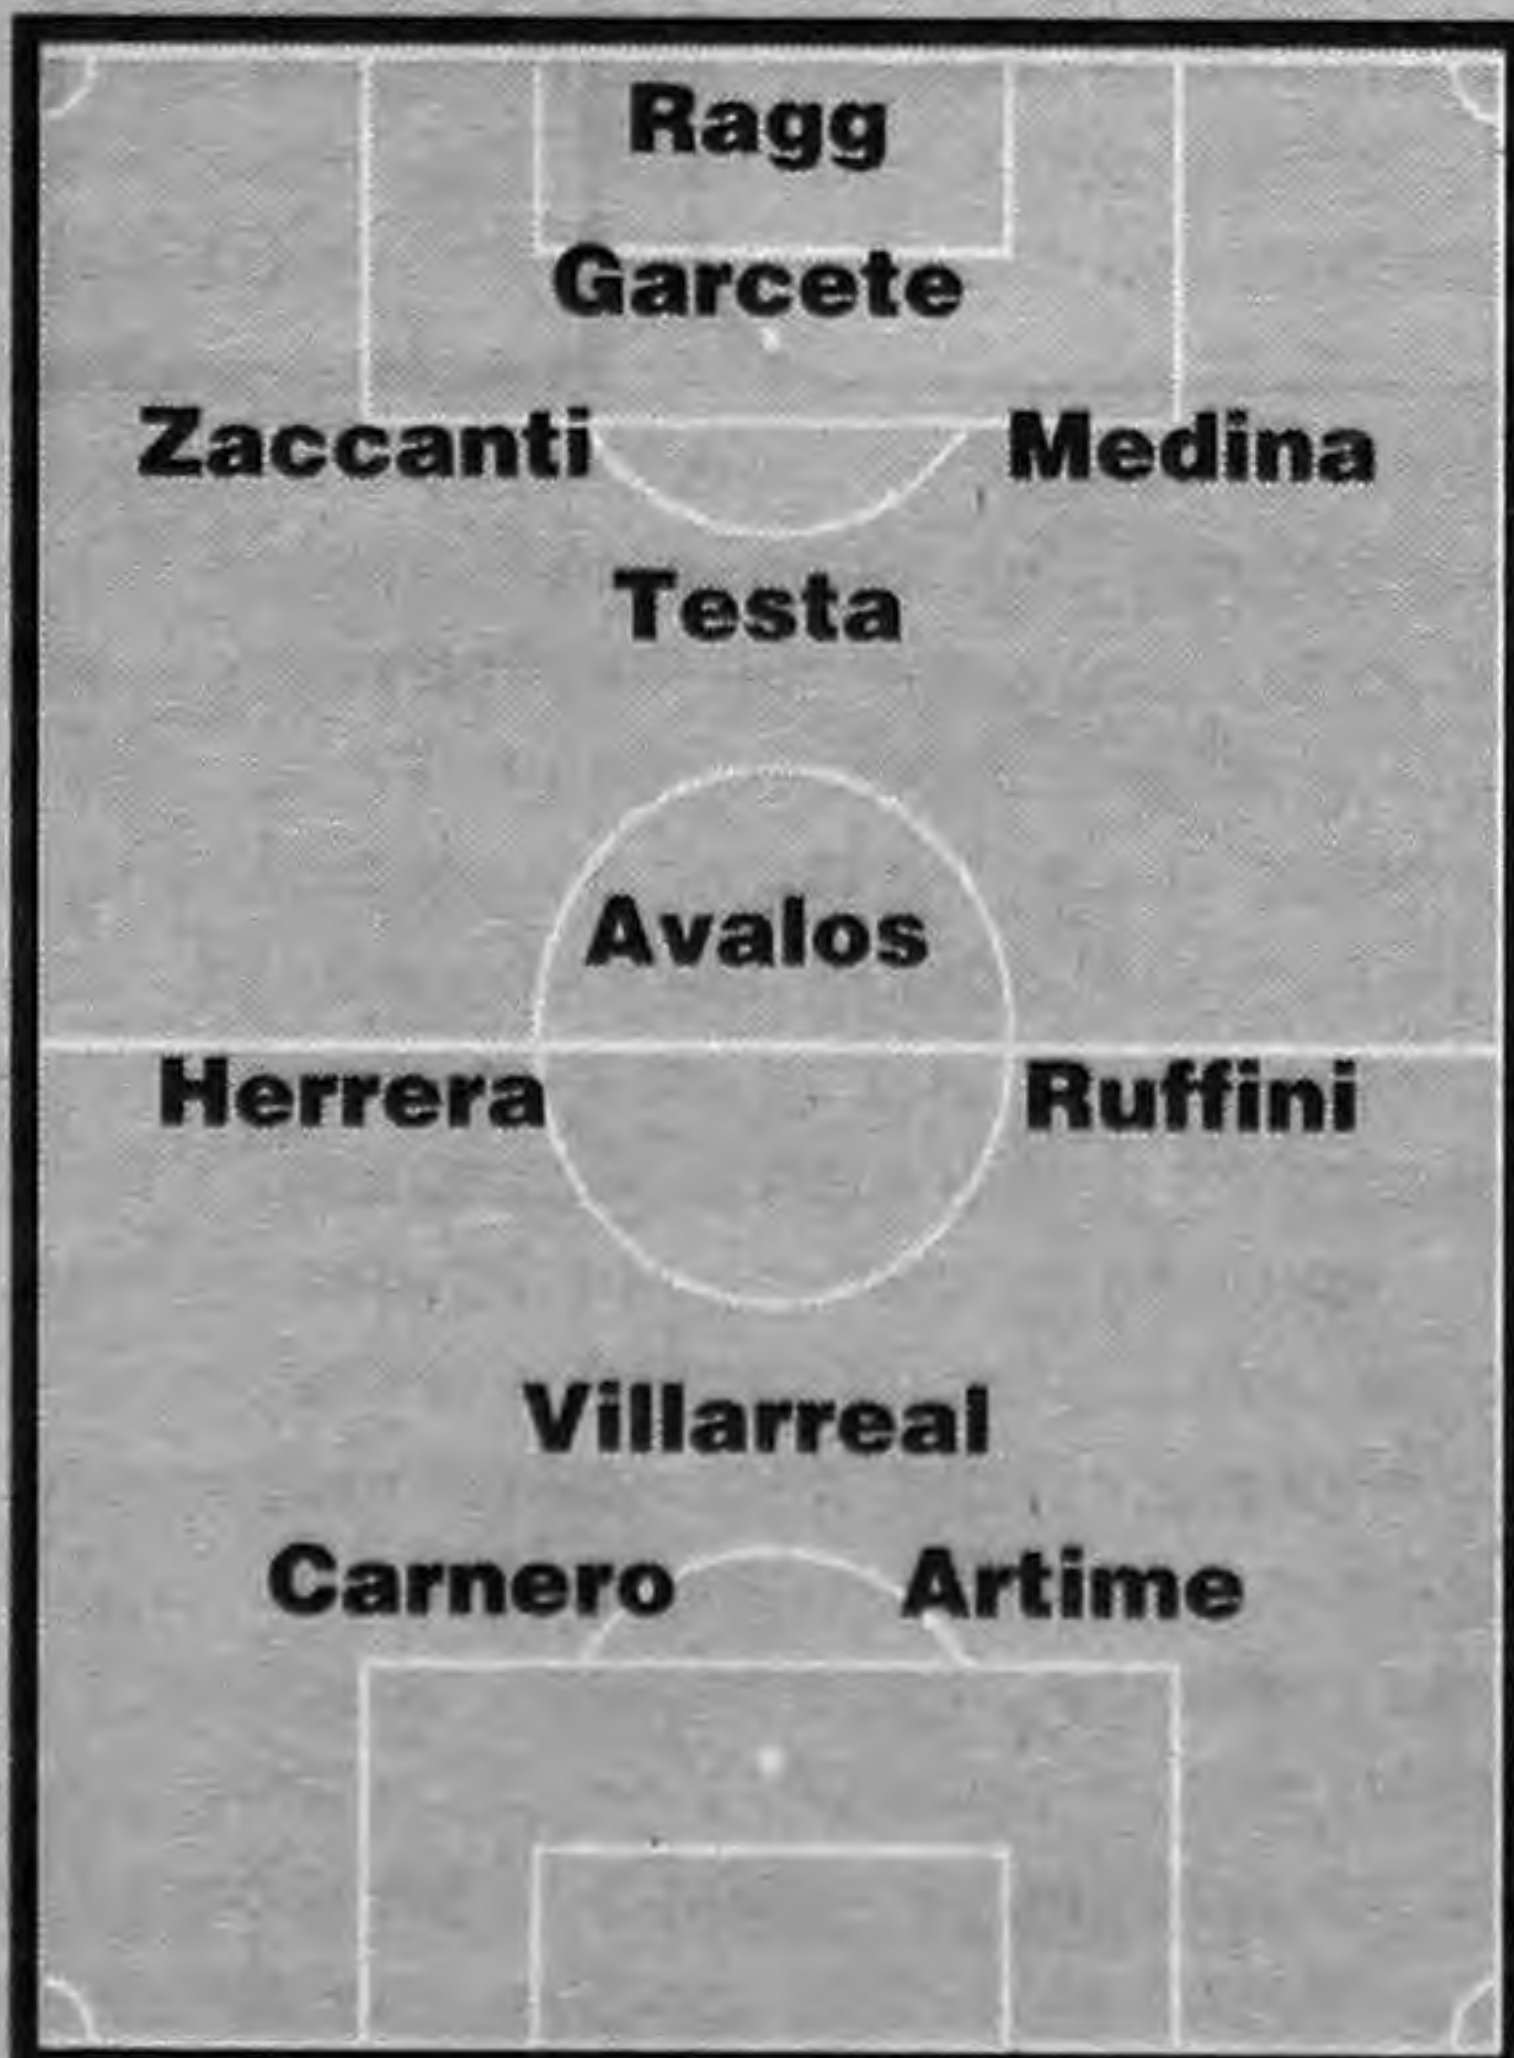 Ragg
Garcete
Zaccanti Medina
Testa
Avalos
Herrera Ruffini
Villarreal
Carnero Artime